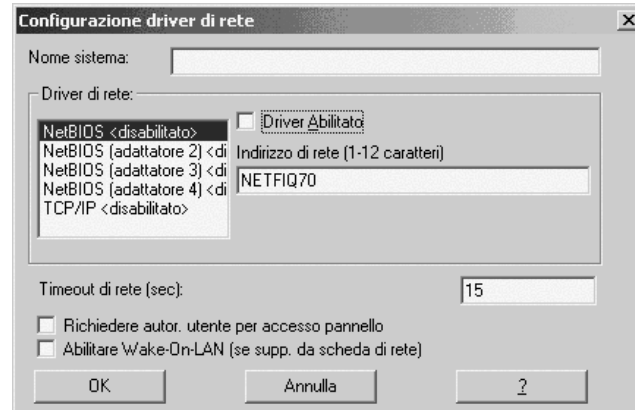 Configurazione driver di rete
Nome sistema:
Driver di rete:
NetBIOS <disabilitato>
NetBIOS (adattatore 2) <di
NetBIOS (adattatore 3) <di
NetBIOS (adattatore 4) <di
TCP/IP <disabilitato>
Driver Abilitato
Indirizzo di rete (1-12 caratteri)
NETFIQ70
Timeout di rete (sec):
15
Richiedere autor. utente per accesso pannello
Abilitare Wake-On-LAN (se supp. da scheda di rete)
OK
Annulla
?